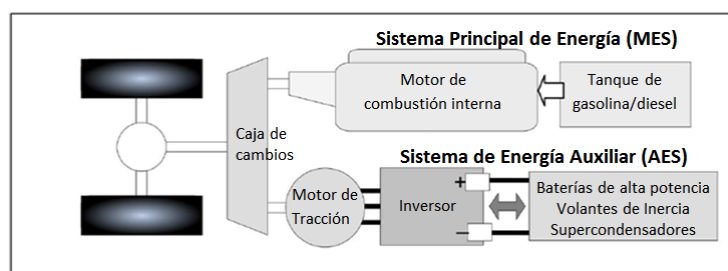 Sistema Principal de Energía (MES)
Motor de
combustión interna
Tanque de
gasolina/diesel
Caja de
cambios
Sistema de Energía Auxiliar (AES)
Motor de
Tracción
+
Inversor
−
Baterías de alta potencia
Volantes de Inercia
Supercondensadores